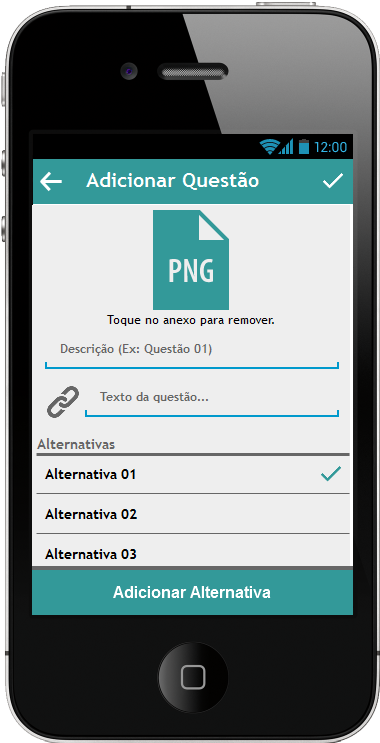 12:00
Adicionar Questão
PNG
Toque no anexo para remover.
Descrição (Ex: Questão 01)
Texto da questão...
Alternativas
Alternativa 01
Alternativa 02
Alternativa 03
Adicionar Alternativa